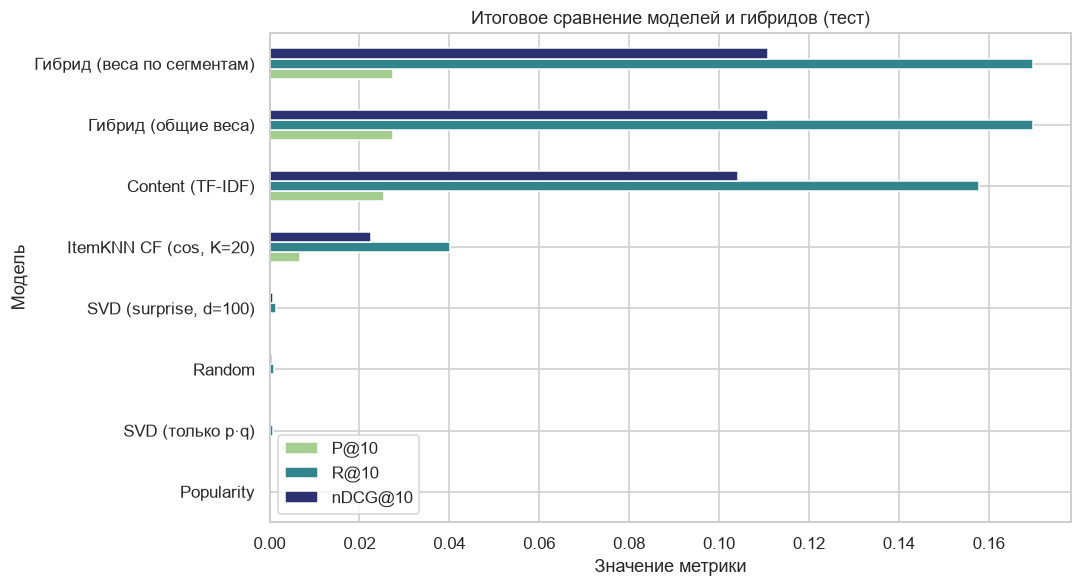 Итоговое сравнение моделей и гибридов (тест)
Гибрид (веса по сегментам)
Гибрид (общие веса)
Content (TF-IDF)
ItemKNN CF (cos, K=20)
SVD (surprise, d=100)
Random
SVD (только p·q)
Popularity
Модель
P@10
R@10
nDCG@10
0.00 0.02 0.04 0.06 0.08 0.10 0.12 0.14 0.16
Значение метрики